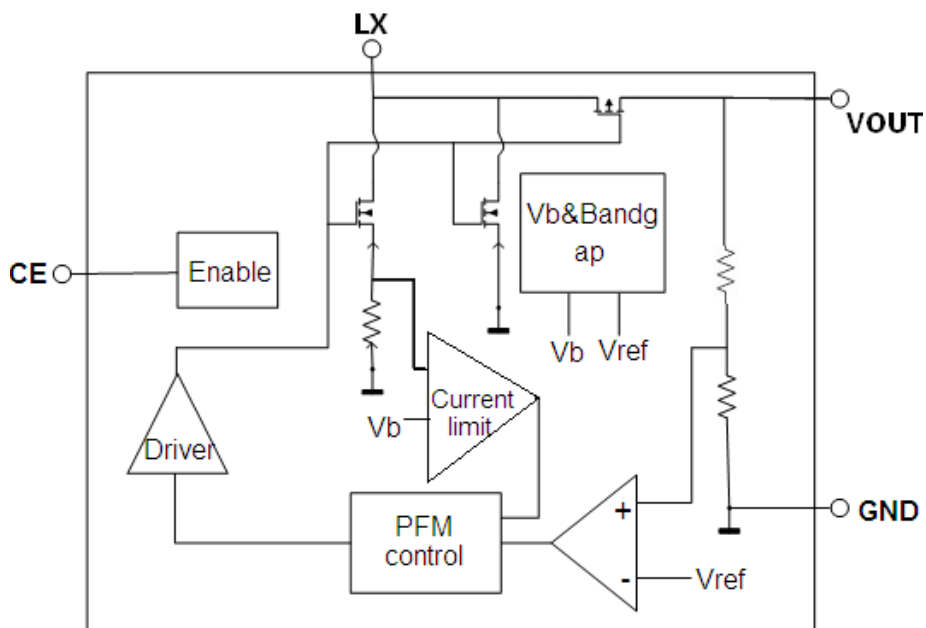 LX
VOUT
Vb&Bandg
ap
CE
Enable
Vb
Vref
Current
limit
Vb
Driver
PFM
control
+
-
GND
Vref